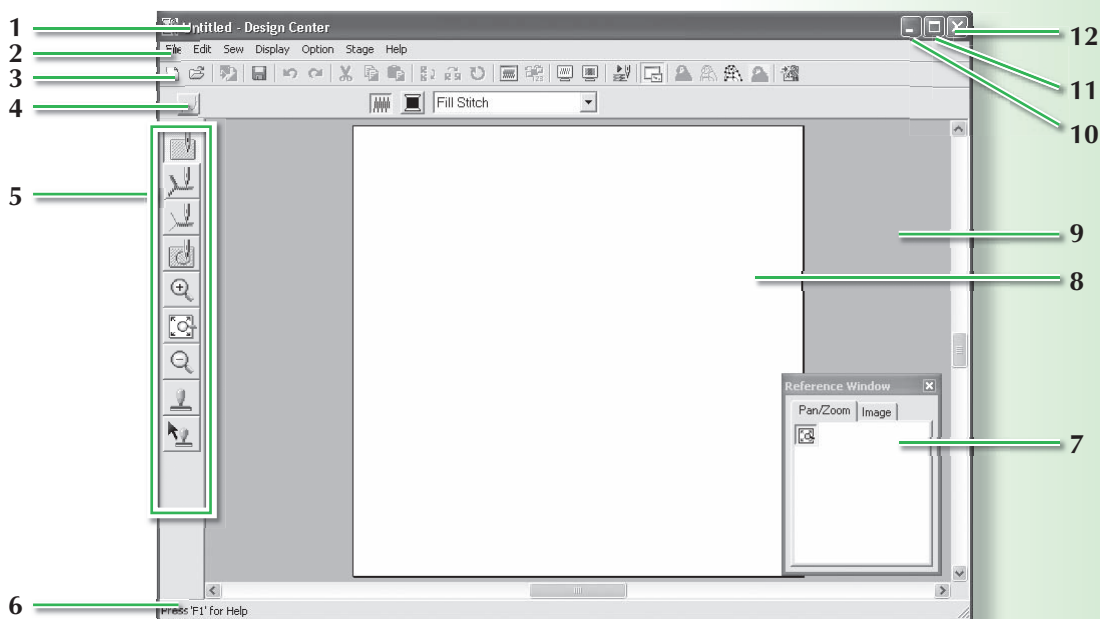 1
Untitled - Design Center
12
2
File Edit Sew Display Option Stage Help
3
11
4
Fill Stitch
10
5
9
8
Reference Window
Pan/Zoom Image
7
6
Press 'F1' for Help